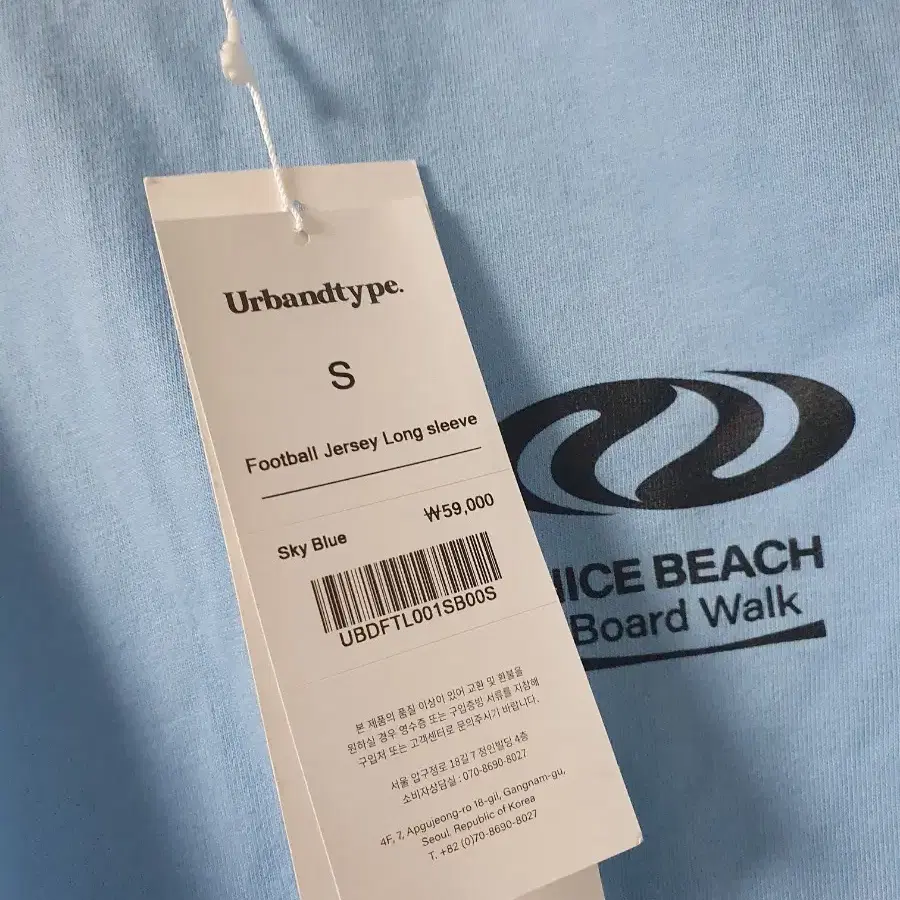 Urbandtype.
S
Football Jersey Long sleeve
Sky Blue ₩59,000
UBDFTL001SB00S
본 제품의 품질 이상이 있어 교환 및 환불을
원하실 경우 영수증 또는 구입증빙 서류를 지참해
구입처 또는 고객센터로 문의주시기 바랍니다.
서울 압구정로 18길 7 정인빌딩 4층
소비자상담실 : 070-8690-8027
4F, 7, Apgujeong-ro 18-gil, Gangnam-gu,
Seoul, Republic of Korea
T. +82 (0)70-8690-8027
NICE BEACH
Board Walk